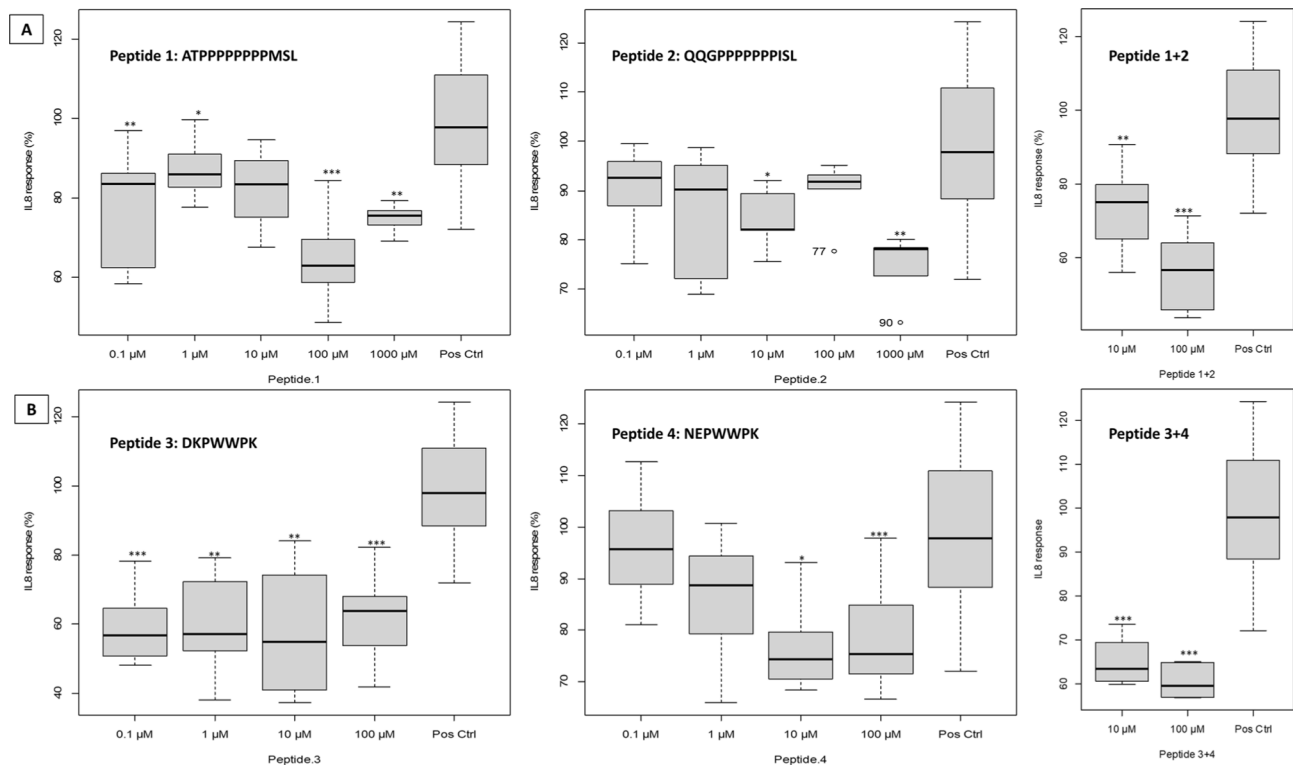 A
Peptide 1: ATPPPPPPPPMSL
IL8 response (%)
120
100
80
60
**
*
***
**
0.1 µM 1 µM 10 µM 100 µM 1000 µM Pos Ctrl
Peptide.1
Peptide 2: QQGPPPPPPPISL
IL8 response (%)
120
110
100
90
80
70
*
**
77
90
0.1 µM 1 µM 10 µM 100 µM 1000 µM Pos Ctrl
Peptide.2
Peptide 1+2
IL8 response (%)
120
100
80
60
**
***
10 µM 100 µM Pos Ctrl
Peptide 1+2
B
Peptide 3: DKPWWPK
IL8 response (%)
120
100
80
60
40
***
**
**
***
0.1 µM 1 µM 10 µM 100 µM Pos Ctrl
Peptide.3
Peptide 4: NEPWWPK
IL8 response (%)
120
110
100
90
80
70
*
***
0.1 µM 1 µM 10 µM 100 µM Pos Ctrl
Peptide.4
Peptide 3+4
IL8 response
120
110
100
90
80
70
60
***
***
10 µM 100 µM Pos Ctrl
Peptide 3+4